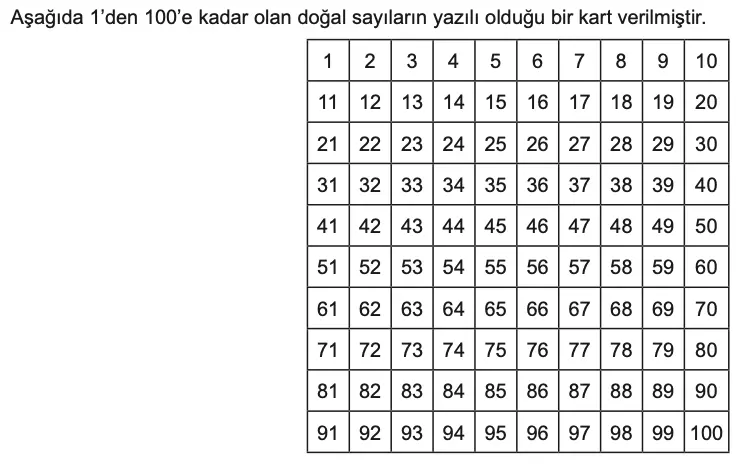 Aşağıda 1’den 100’e kadar olan doğal sayıların yazılı olduğu bir kart verilmiştir.
1 2 3 4 5 6 7 8 9 10
11 12 13 14 15 16 17 18 19 20
21 22 23 24 25 26 27 28 29 30
31 32 33 34 35 36 37 38 39 40
41 42 43 44 45 46 47 48 49 50
51 52 53 54 55 56 57 58 59 60
61 62 63 64 65 66 67 68 69 70
71 72 73 74 75 76 77 78 79 80
81 82 83 84 85 86 87 88 89 90
91 92 93 94 95 96 97 98 99 100